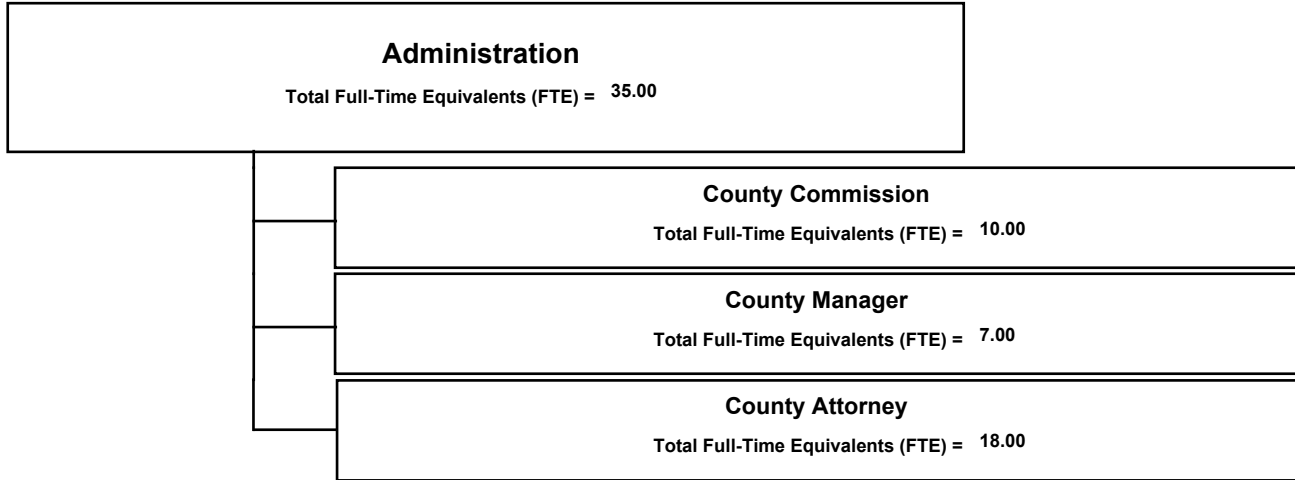 Administration
Total Full-Time Equivalents (FTE) = 35.00
County Commission
Total Full-Time Equivalents (FTE) = 10.00
County Manager
Total Full-Time Equivalents (FTE) = 7.00
County Attorney
Total Full-Time Equivalents (FTE) = 18.00